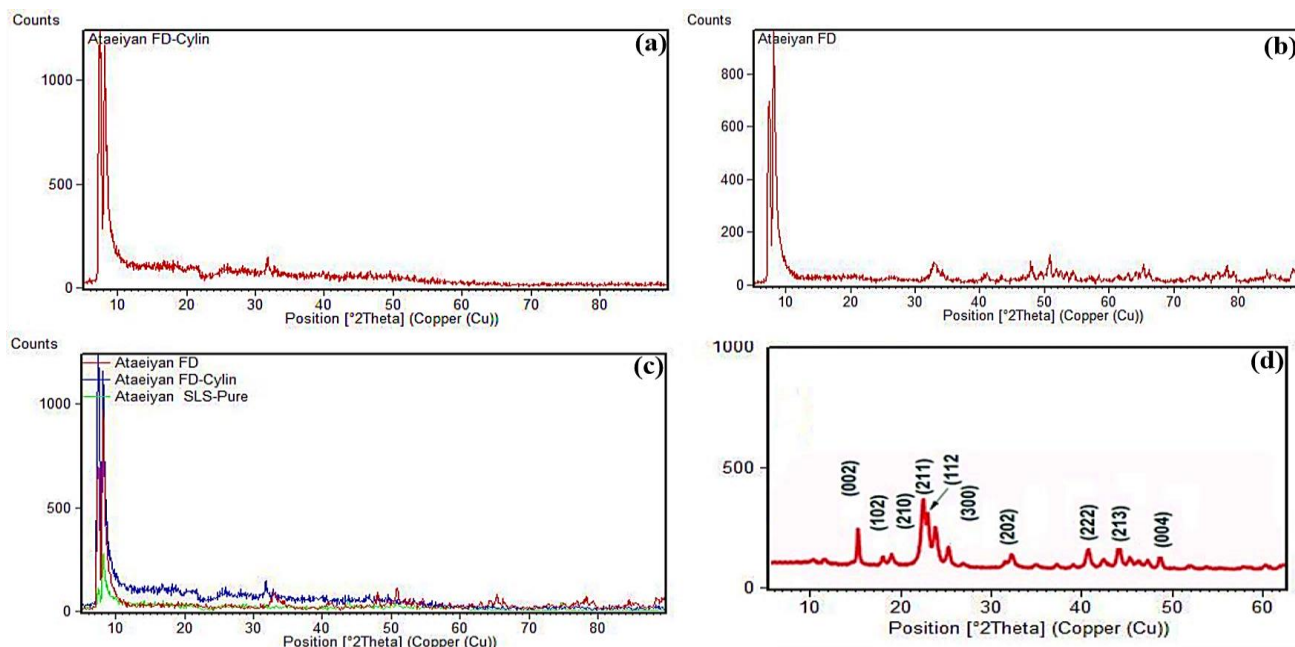 Counts
Ataeiyan FD-Cylin
(a)
1000
500
0
10 20 30 40 50 60 70 80
Position [°2Theta] (Copper (Cu))
Counts
Ataeiyan FD
(b)
800
600
400
200
0
10 20 30 40 50 60 70 80
Position [°2Theta] (Copper (Cu))
Counts
Ataeiyan FD
Ataeiyan FD-Cylin
Ataeiyan SLS-Pure
(c)
1000
500
0
10 20 30 40 50 60 70 80
Position [°2Theta] (Copper (Cu))
1000
(d)
500
0
(002)
(102)
(210)
(211)
(112
(300)
(202)
(222)
(213)
(004)
10 20 30 40 50 60
Position [°2Theta] (Copper (Cu))